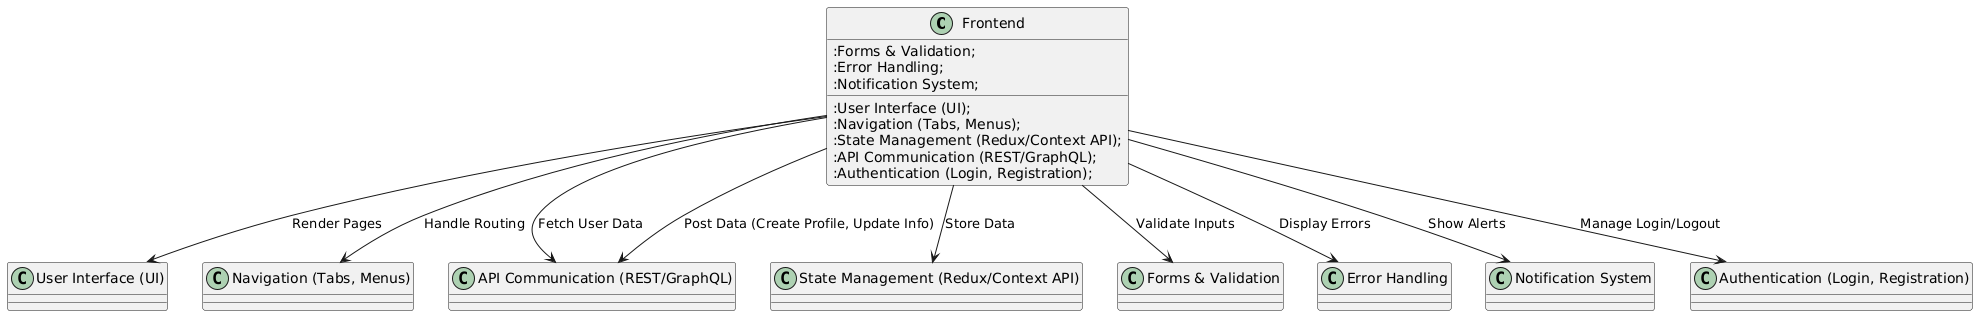 C Frontend
:Forms & Validation;
:Error Handling;
:Notification System;
:User Interface (UI);
:Navigation (Tabs, Menus);
:State Management (Redux/Context API);
:API Communication (REST/GraphQL);
:Authentication (Login, Registration);
Render Pages
Handle Routing
Fetch User Data
Post Data (Create Profile, Update Info)
Store Data
Validate Inputs
Display Errors
Show Alerts
Manage Login/Logout
C User Interface (UI)
C Navigation (Tabs, Menus)
C API Communication (REST/GraphQL)
C State Management (Redux/Context API)
C Forms & Validation
C Error Handling
C Notification System
C Authentication (Login, Registration)